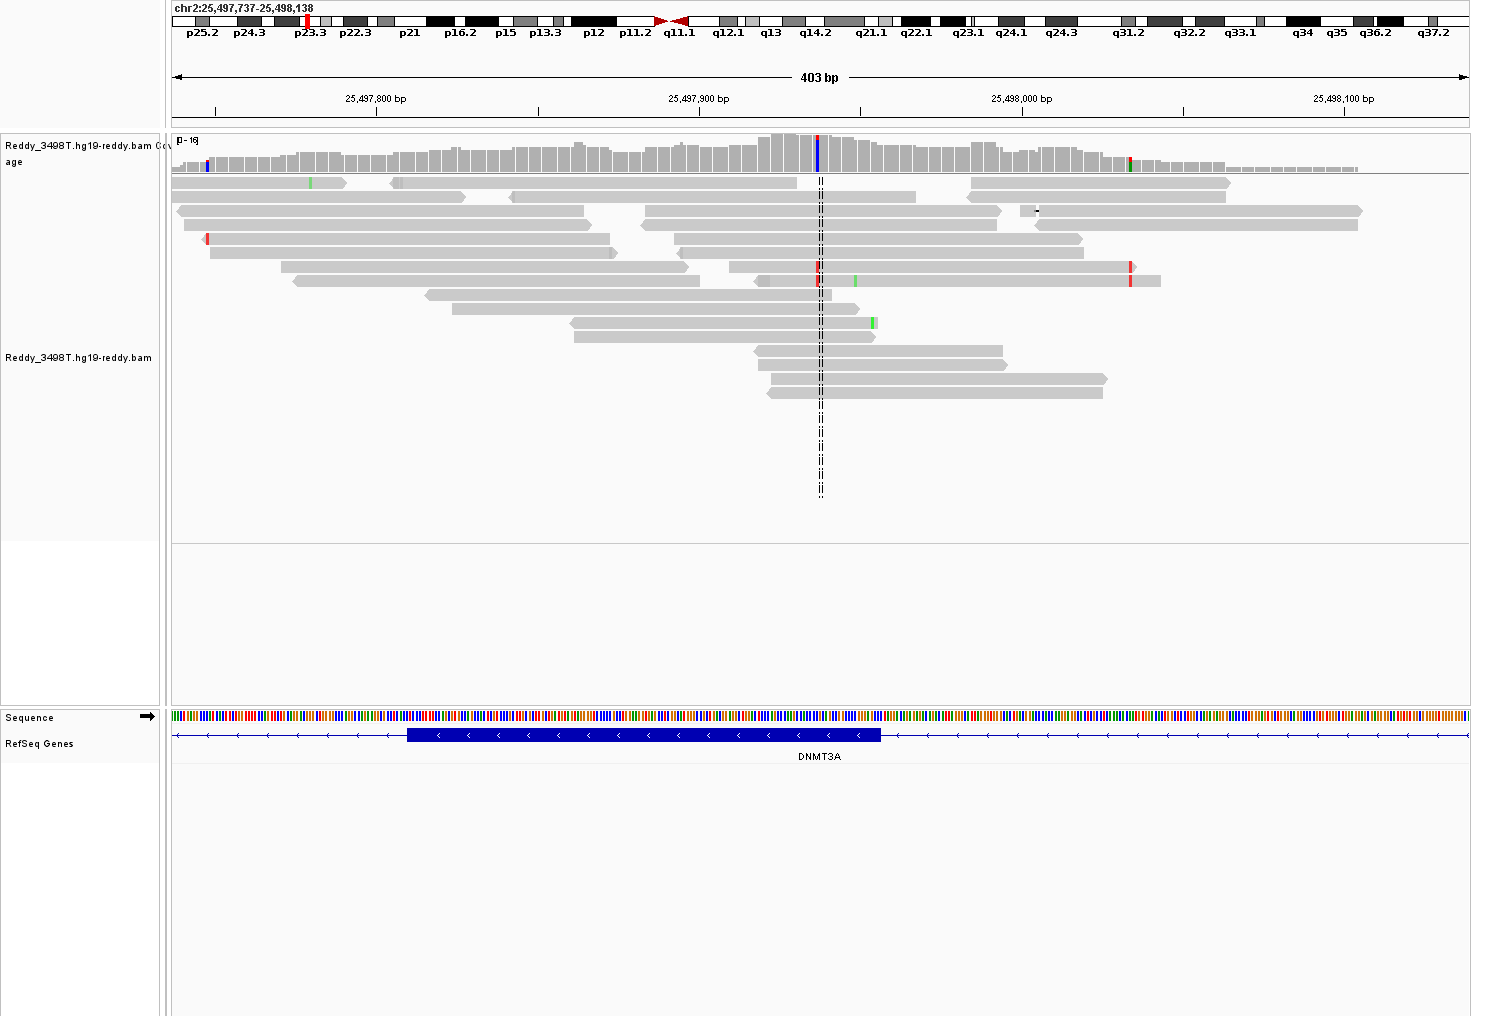 chr2:25,497,737-25,498,138
p25.2 p24.3 p23.3 p22.3 p21 p16.2 p15 p13.3 p12 p11.2 q11.1 q12.1 q13 q14.2 q21.1 q22.1 q23.1 q24.1 q24.3 q31.2 q32.2 q33.1 q34 q35 q36.2 q37.2
403 bp
25,497,800 bp 25,497,900 bp 25,498,000 bp 25,498,100 bp
Reddy_3498T.hg19-reddy.bam Cov
age
[0 - 16]
Reddy_3498T.hg19-reddy.bam
Sequence
RefSeq Genes
DNMT3A